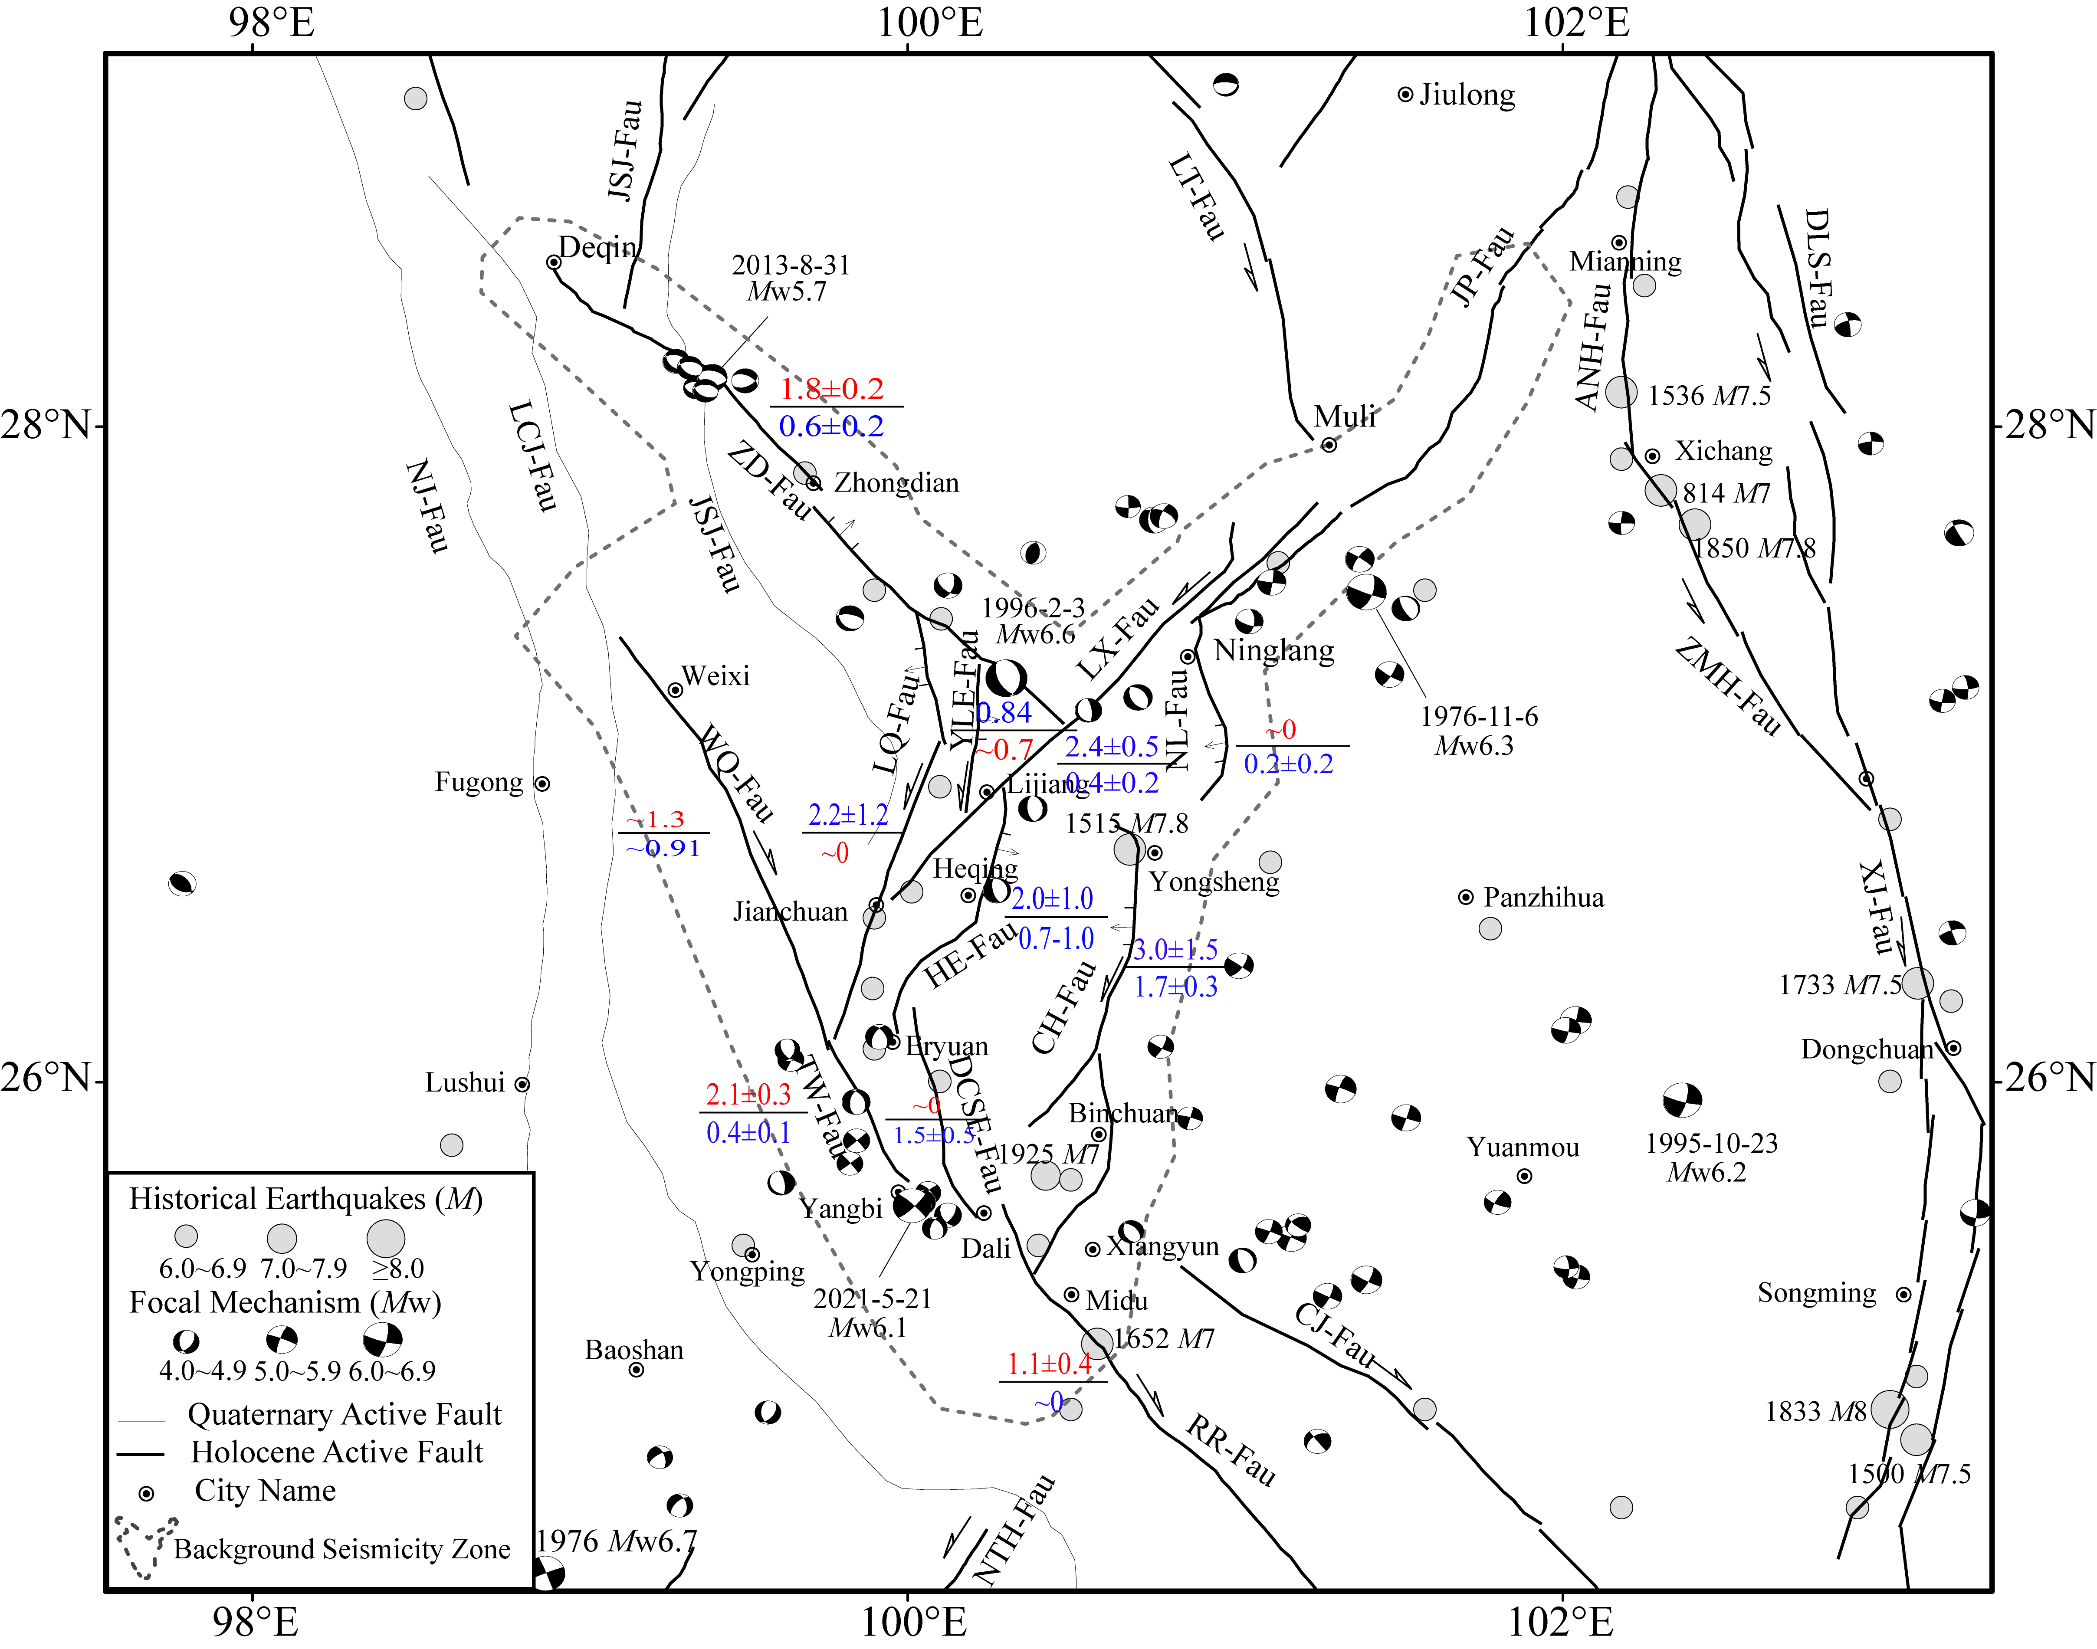 98°E
100°E
102°E
Jiulong
JSJ-Fau
LT-Fau
Deqin
JP-Fau
Mianning
DLS-Fau
2013-8-31
Mw5.7
ANH-Fau
1.8±0.2
0.6±0.2
1536 M7.5
28°N
28°N
Muli
LCJ-Fau
NJ-Fau
ZD-Fau
Zhongdian
Xichang
814 M7
JSJ-Fau
1850 M7.8
1996-2-3
Mw6.6
LX-Fau
Ninglang
ZMH-Fau
Weixi
LQ-Fau
YLE-Fau
NL-Fau
0.84
~0.7
2.4±0.5
0.4±0.2
~0
0.2±0.2
1976-11-6
Mw6.3
WQ-Fau
Fugong
Lijiang
~1.3
~0.91
2.2±1.2
~0
1515 M7.8
Heqing
Yongsheng
Panzhihua
XJ-Fau
Jianchuan
2.0±1.0
0.7-1.0
HE-Fau
3.0±1.5
1.7±0.3
CH-Fau
1733 M7.5
Eryuan
Dongchuan
26°N
26°N
Lushui
TW-Fau
DCSE-Fau
2.1±0.3
0.4±0.1
~0
1.5±0.5
Binchuan
1925 M7
Yuanmou
1995-10-23
Mw6.2
Yangbi
Dali
Xiangyun
Yongping
2021-5-21
Mw6.1
Midu
Songming
CJ-Fau
1652 M7
Baoshan
1.1±0.4
~0
1833 M8
RR-Fau
1500 M7.5
NTH-Fau
1976 Mw6.7
Historical Earthquakes (M)
6.0~6.9 7.0~7.9 ≥8.0
Focal Mechanism (Mw)
4.0~4.9 5.0~5.9 6.0~6.9
Quaternary Active Fault
Holocene Active Fault
City Name
Background Seismicity Zone
98°E
100°E
102°E